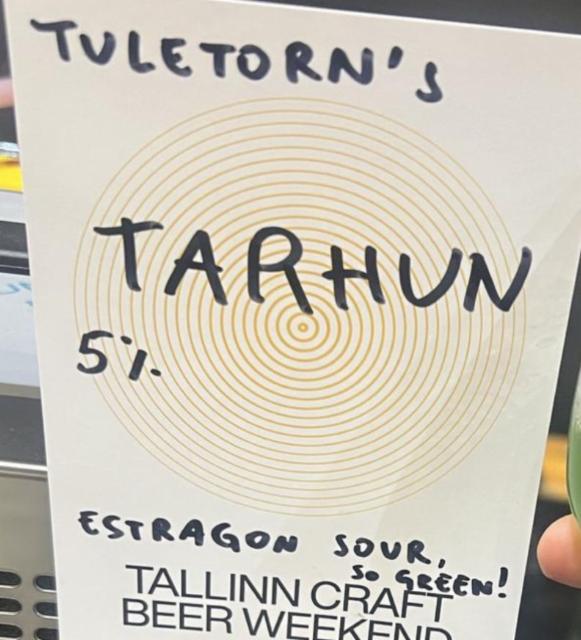 TULETORN'S
TARHUN
5%
ESTRAGON SOUR,
SO GREEN!
TALLINN CRAFT
BEER WEEKEND